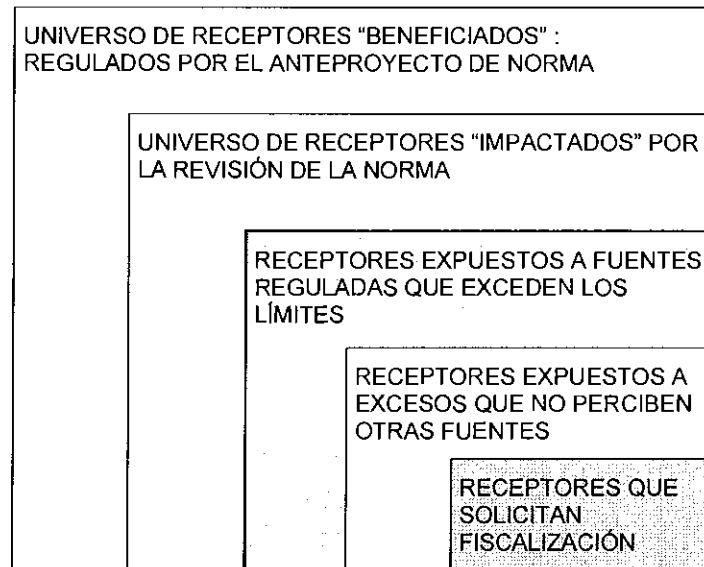 UNIVERSO DE RECEPTORES “BENEFICIADOS” :
REGULADOS POR EL ANTEPROYECTO DE NORMA
UNIVERSO DE RECEPTORES “IMPACTADOS” POR
LA REVISIÓN DE LA NORMA
RECEPTORES EXPUESTOS A FUENTES
REGULADAS QUE EXCEDEN LOS
LÍMITES
RECEPTORES EXPUESTOS A
EXCESOS QUE NO PERCIBEN
OTRAS FUENTES
RECEPTORES QUE
SOLICITAN
FISCALIZACIÓN